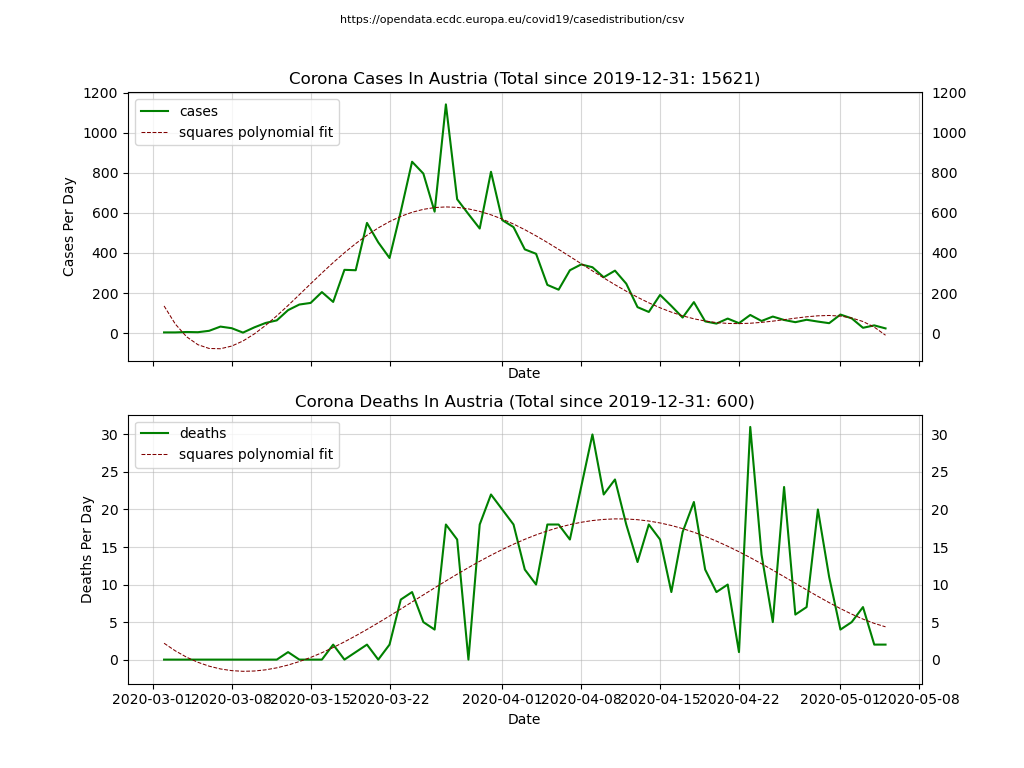 https://opendata.ecdc.europa.eu/covid19/casedistribution/csv
Corona Cases In Austria (Total since 2019-12-31: 15621)
cases
squares polynomial fit
Cases Per Day
1200
1000
800
600
400
200
0
1200
1000
800
600
400
200
0
Date
Corona Deaths In Austria (Total since 2019-12-31: 600)
deaths
squares polynomial fit
Deaths Per Day
30
25
20
15
10
5
0
30
25
20
15
10
5
0
2020-03-01 2020-03-08 2020-03-15 2020-03-22 2020-04-01 2020-04-08 2020-04-15 2020-04-22 2020-05-01 2020-05-08
Date